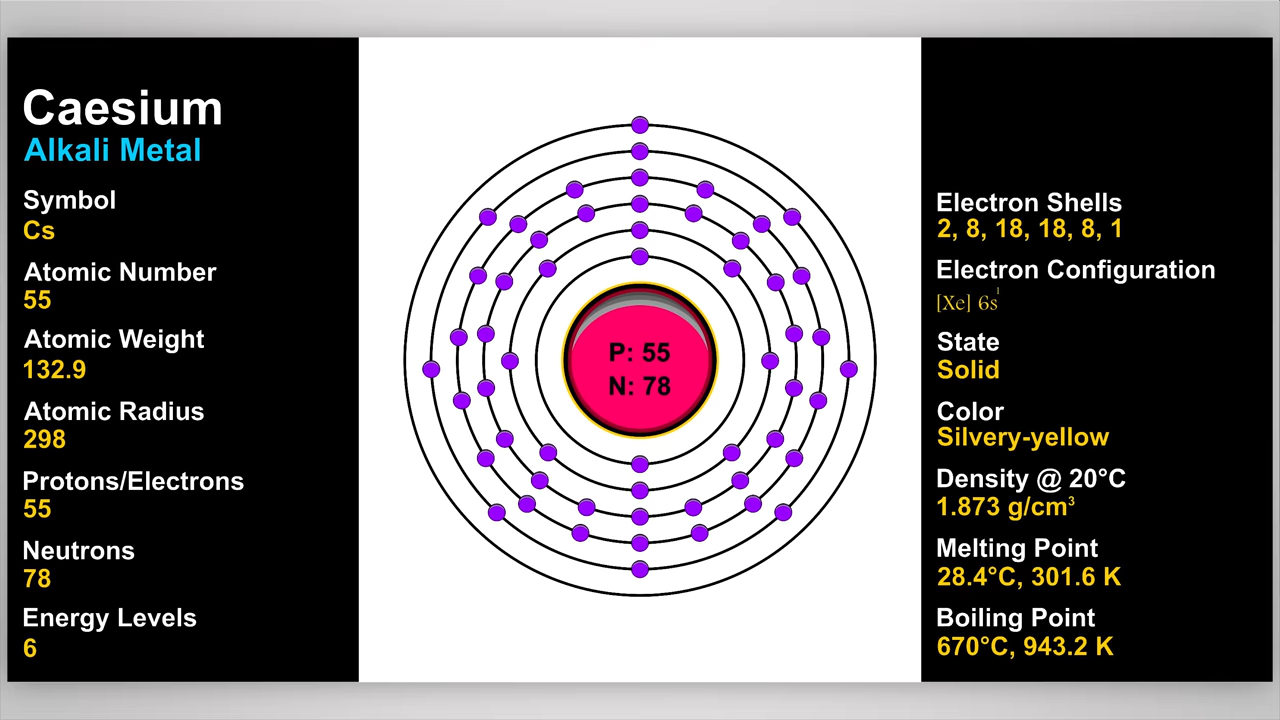 Caesium
Alkali Metal
Symbol
Cs
Atomic Number
55
Atomic Weight
132.9
Atomic Radius
298
Protons/Electrons
55
Neutrons
78
Energy Levels
6
P: 55
N: 78
Electron Shells
2, 8, 18, 18, 8, 1
Electron Configuration
[Xe] 6s¹
State
Solid
Color
Silvery-yellow
Density @ 20°C
1.873 g/cm³
Melting Point
28.4°C, 301.6 K
Boiling Point
670°C, 943.2 K